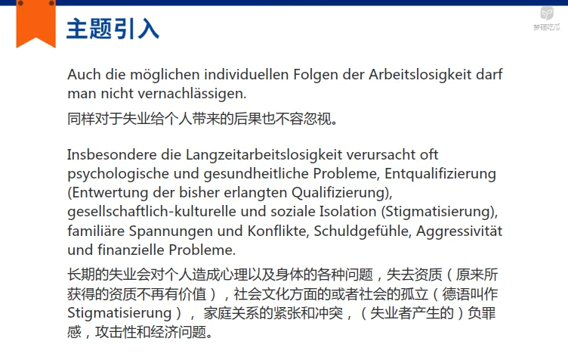 主题引入
Auch die möglichen individuellen Folgen der Arbeitslosigkeit darf
man nicht vernachlässigen.
同样对于失业给个人带来的后果也不容忽视。
Insbesondere die Langzeitarbeitslosigkeit verursacht oft
psychologische und gesundheitliche Probleme, Entqualifizierung
(Entwertung der bisher erlangten Qualifizierung),
gesellschaftlich-kulturelle und soziale Isolation (Stigmatisierung),
familiäre Spannungen und Konflikte, Schuldgefühle, Aggressivität
und finanzielle Probleme.
长期的失业会对个人造成心理以及身体的各种问题，失去资质（原来所
获得的资质不再有价值），社会文化方面的或者社会的孤立（德语叫作
Stigmatisierung）， 家庭关系的紧张和冲突，（失业者产生的）负罪
感，攻击性和经济问题。